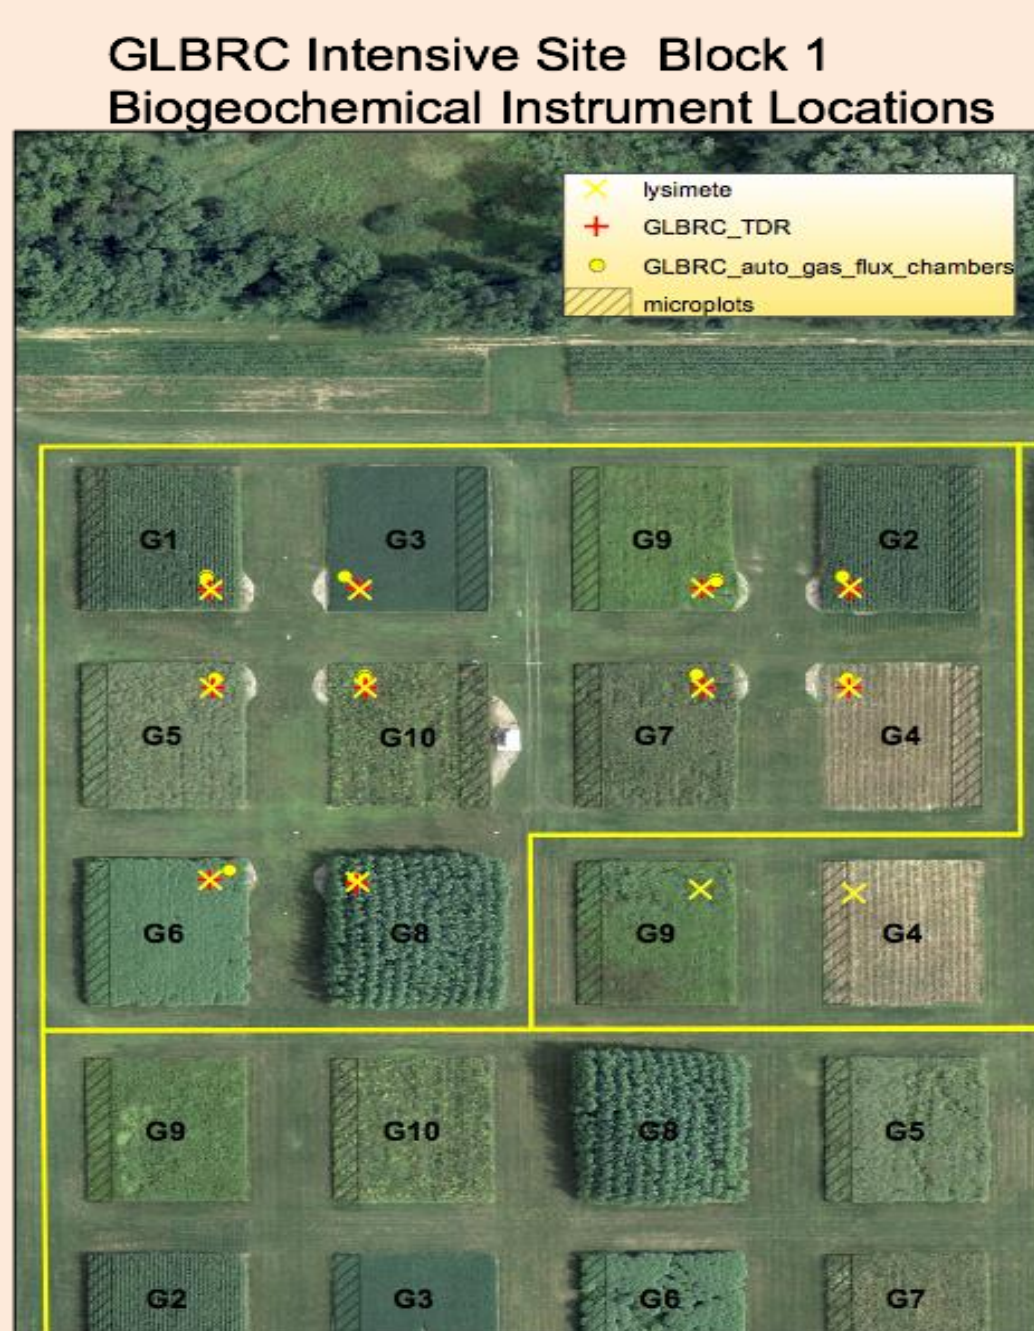 GLBRC Intensive Site Block 1
Biogeochemical Instrument Locations
lysimete
GLBRC_TDR
GLBRC_auto_gas_flux_chambers
microplots
G1 G3 G9 G2
G5 G10 G7 G4
G6 G8 G9 G4
G9 G10 G8 G5
G2 G3 G6 G7